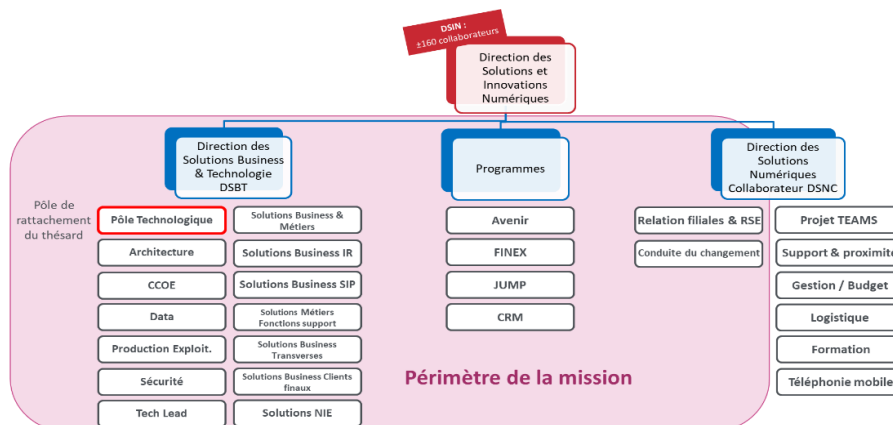 DSIN :
±160 collaborateurs
Direction des
Solutions et
Innovations
Numériques
Direction des
Solutions Business
& Technologie
DSBT
Programmes
Direction des
Solutions
Numériques
Collaborateur DSNC
Pôle de
rattachement
du thésard
Pôle Technologique
Architecture
CCOE
Data
Production Exploit.
Sécurité
Tech Lead
Solutions Business &
Métiers
Solutions Business IR
Solutions Business SIP
Solutions Métiers
Fonctions support
Solutions Business
Transverses
Solutions Business Clients
finaux
Solutions NIE
Avenir
FINEX
JUMP
CRM
Relation filiales & RSE
Conduite du changement
Projet TEAMS
Support & proximité
Gestion / Budget
Logistique
Formation
Téléphonie mobile
Périmètre de la mission